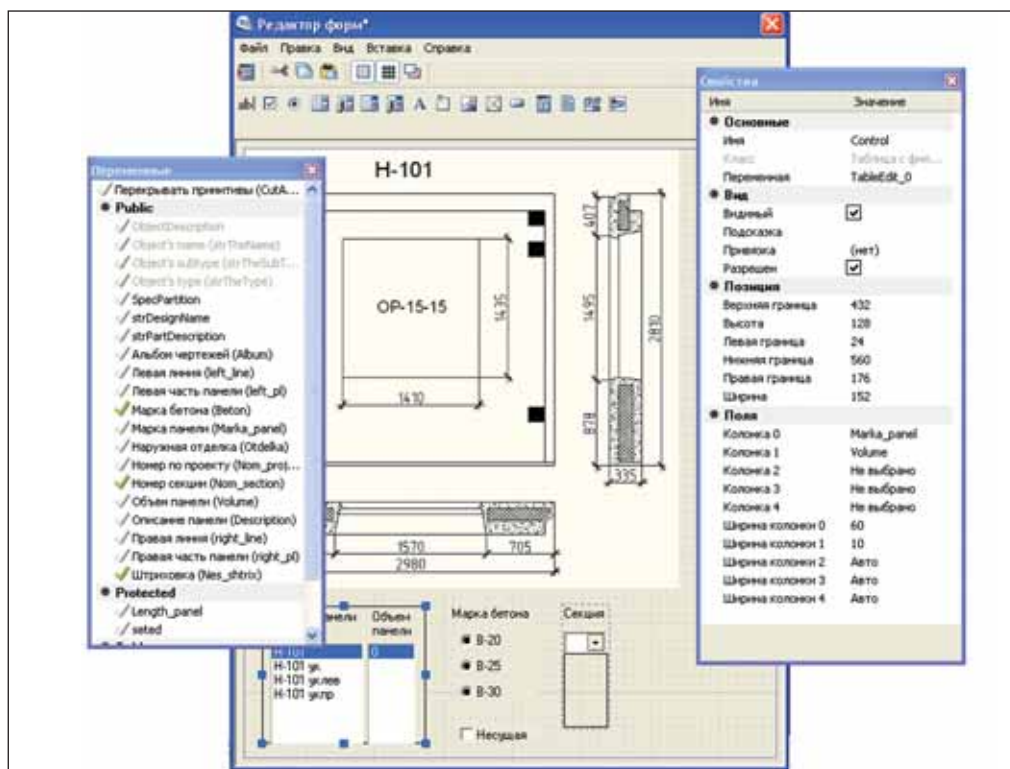 Редактор форм*
Файл Правка Вид Вставка Справка
Переменные
Перекрывать примитивы (CutA...
Public
ObjectDescription
Object's name (strTheName)
Object's subtype (strTheSubT...
Object's type (strTheType)
SpecPartition
strDesignName
strPartDescription
Альбом чертежей (Album)
Левая линия (left_line)
Левая часть панели (left_pl)
Марка бетона (Beton)
Марка панели (Marka_panel)
Наружная отделка (Otdelka)
Номер по проекту (Nom_pro)...
Номер секции (Nom_section)
Объем панели (Volume)
Описание панели (Description)
Правая линия (right_line)
Правая часть панели (right_pl)
Штриховка (Nes_shtrix)
Protected
Length_panel
seted
Н-101
ОР-15-15
1435
1410
407
1495
2830
878
335
1570
705
2980
Объем
панели
Н-101 0
Н-101 ук.
Н-101 уклев
Н-101 укпр
Марка бетона
В-20
В-25
В-30
Несущая
Секция
Свойства
Имя Значение
Основные
Имя Control
Класс Таблица с фик...
Переменная TableEdit_0
Вид
Видимый
Подсказка
Привязка (нет)
Разрешен
Позиция
Верхняя граница 432
Высота 128
Левая граница 24
Нижняя граница 560
Правая граница 176
Ширина 152
Поля
Колонка 0 Marka_panel
Колонка 1 Volume
Колонка 2 Не выбрано
Колонка 3 Не выбрано
Колонка 4 Не выбрано
Ширина колонки 0 60
Ширина колонки 1 10
Ширина колонки 2 Авто
Ширина колонки 3 Авто
Ширина колонки 4 Авто